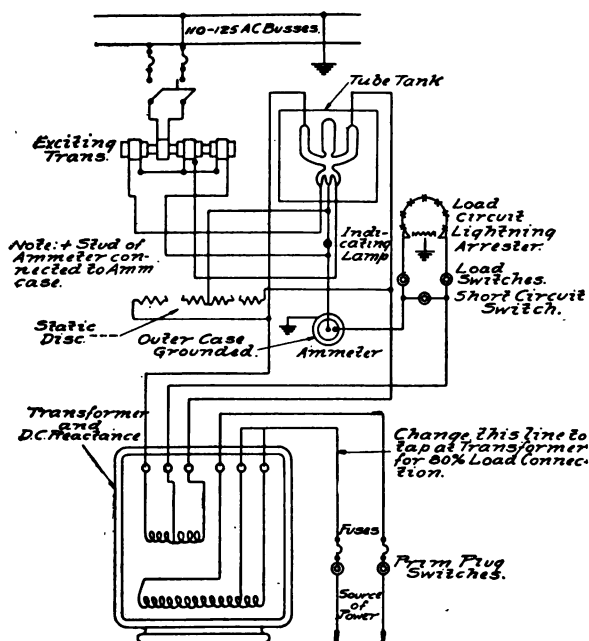 110-125 AC Busses.
Tube Tank
Exciting
Trans.
Load
Circuit
Lightning
Arrester.
Note: + Stud of
Ammeter con-
nected to Amm
case.
Indi-
cating
Lamp
Load
Switches.
Short Circuit
Switch.
Static
Disc
Outer Case
Grounded.
Ammeter
Transformer
and
D.C. Reactance
Change this line to
tap at Transformer
for 80% Load Connec-
tion.
Fuses
Prim Plug
Switches.
Source
of
Power